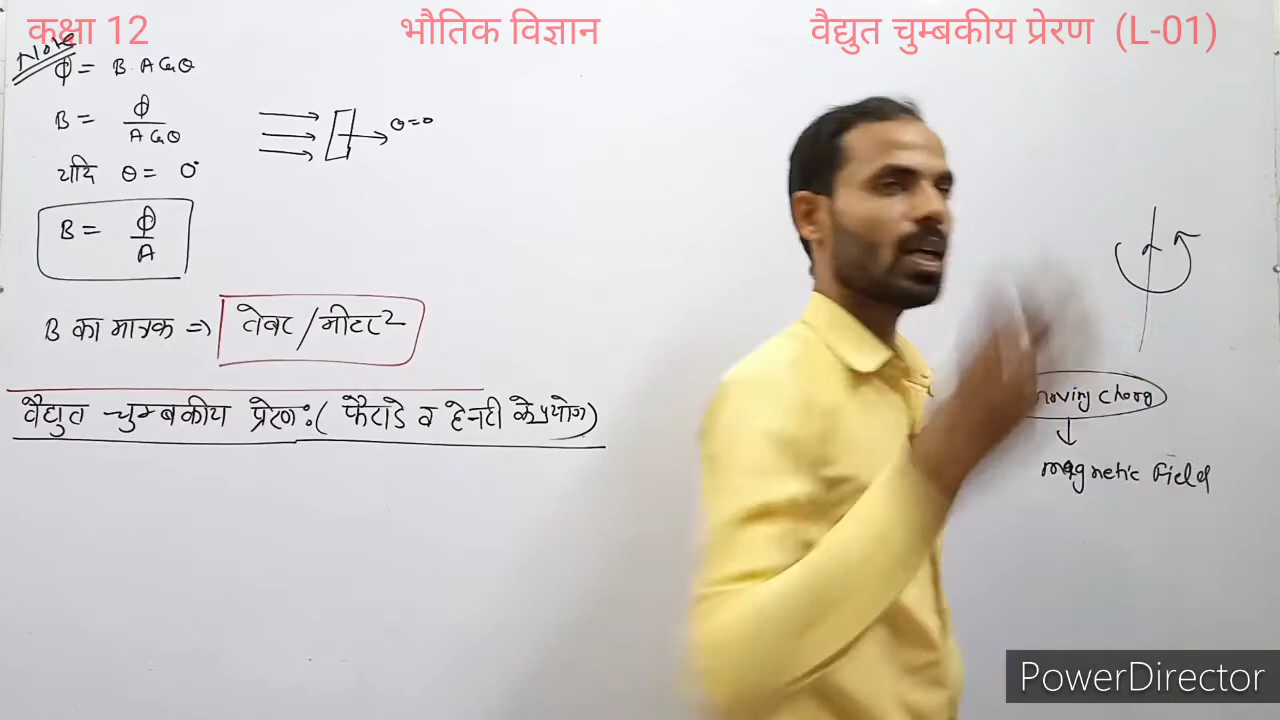 कक्षा 12 भौतिक विज्ञान वैद्युत चुम्बकीय प्रेरण (L-01)
Note
ϕ = B.A Cosθ
B = ϕ / A Cosθ
θ=0
यदि θ = 0°
B = ϕ / A
B का मात्रक => वेबर/मीटर²
वैद्युत चुम्बकीय प्रेरण:( फैराडे व हेनरी के प्रयोग)
moving charg
↓
magnetic Field
PowerDirector